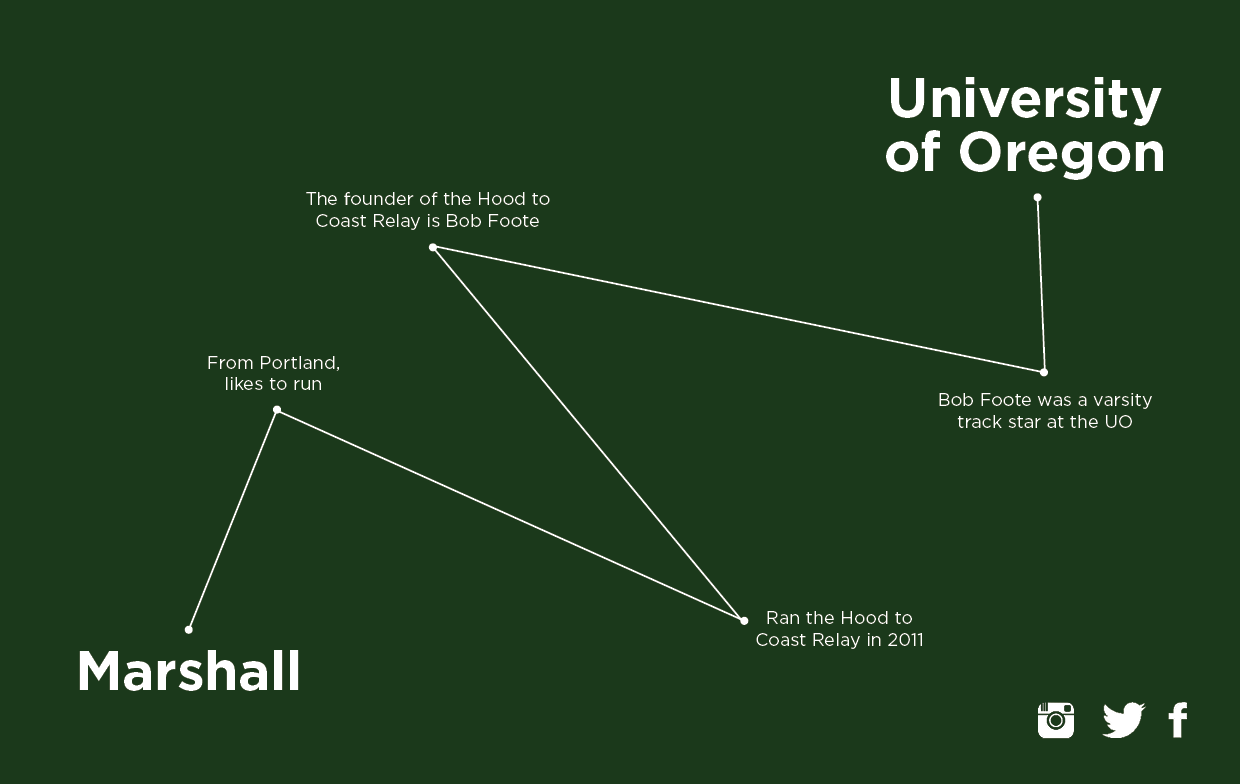 University
of Oregon
The founder of the Hood to
Coast Relay is Bob Foote
From Portland,
likes to run
Bob Foote was a varsity
track star at the UO
Ran the Hood to
Coast Relay in 2011
Marshall